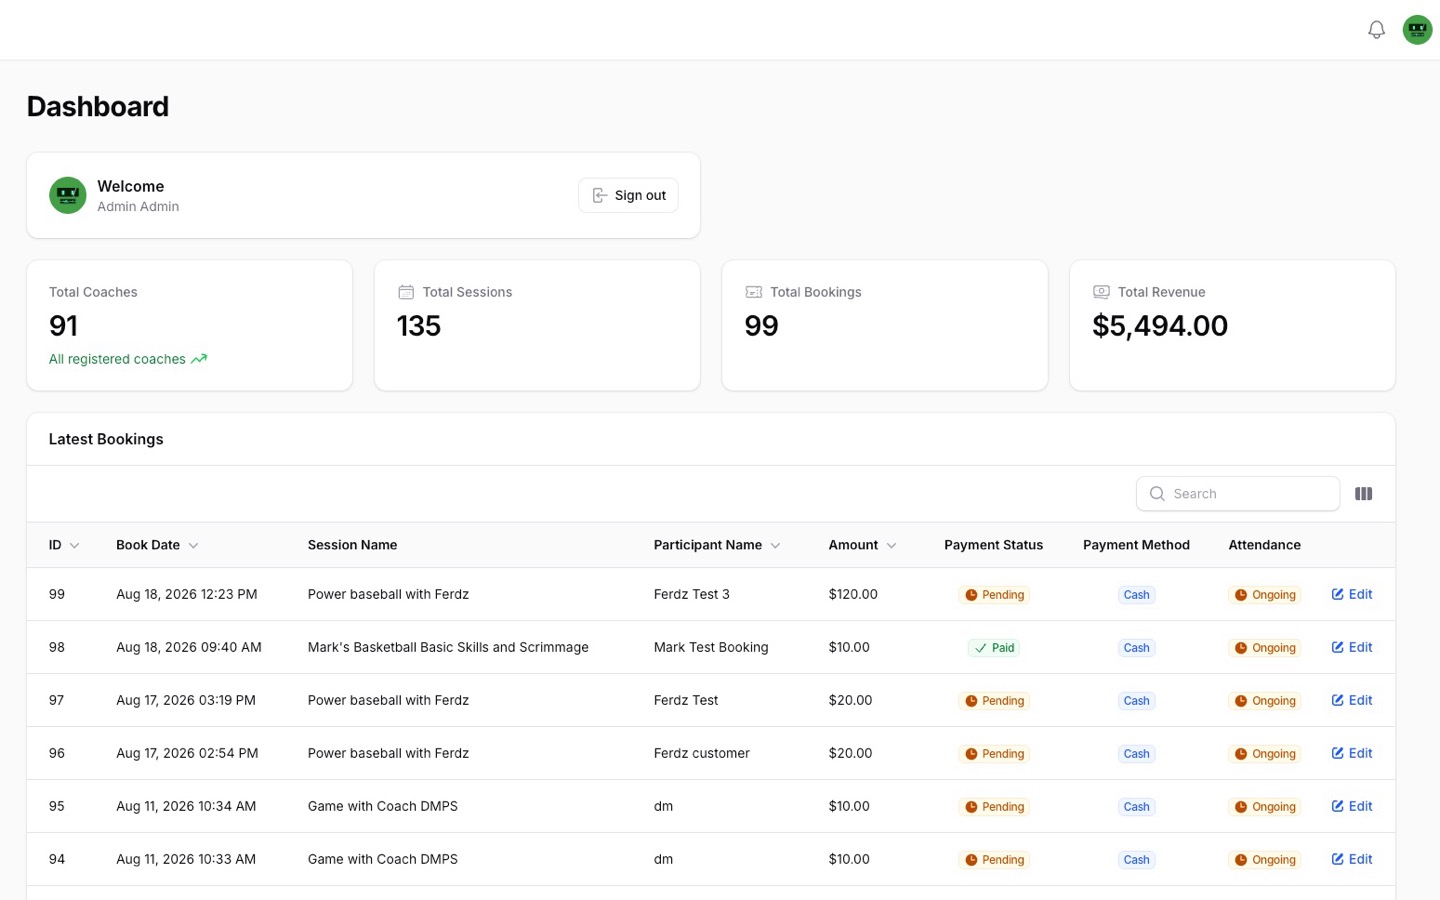 Dashboard
Welcome
Admin Admin
Sign out
Total Coaches
91
All registered coaches
Total Sessions
135
Total Bookings
99
Total Revenue
$5,494.00
Latest Bookings
Search
ID Book Date Session Name Participant Name Amount Payment Status Payment Method Attendance
99 Aug 18, 2026 12:23 PM Power baseball with Ferdz Ferdz Test 3 $120.00 Pending Cash Ongoing Edit
98 Aug 18, 2026 09:40 AM Mark's Basketball Basic Skills and Scrimmage Mark Test Booking $10.00 Paid Cash Ongoing Edit
97 Aug 17, 2026 03:19 PM Power baseball with Ferdz Ferdz Test $20.00 Pending Cash Ongoing Edit
96 Aug 17, 2026 02:54 PM Power baseball with Ferdz Ferdz customer $20.00 Pending Cash Ongoing Edit
95 Aug 11, 2026 10:34 AM Game with Coach DMPS dm $10.00 Pending Cash Ongoing Edit
94 Aug 11, 2026 10:33 AM Game with Coach DMPS dm $10.00 Pending Cash Ongoing Edit